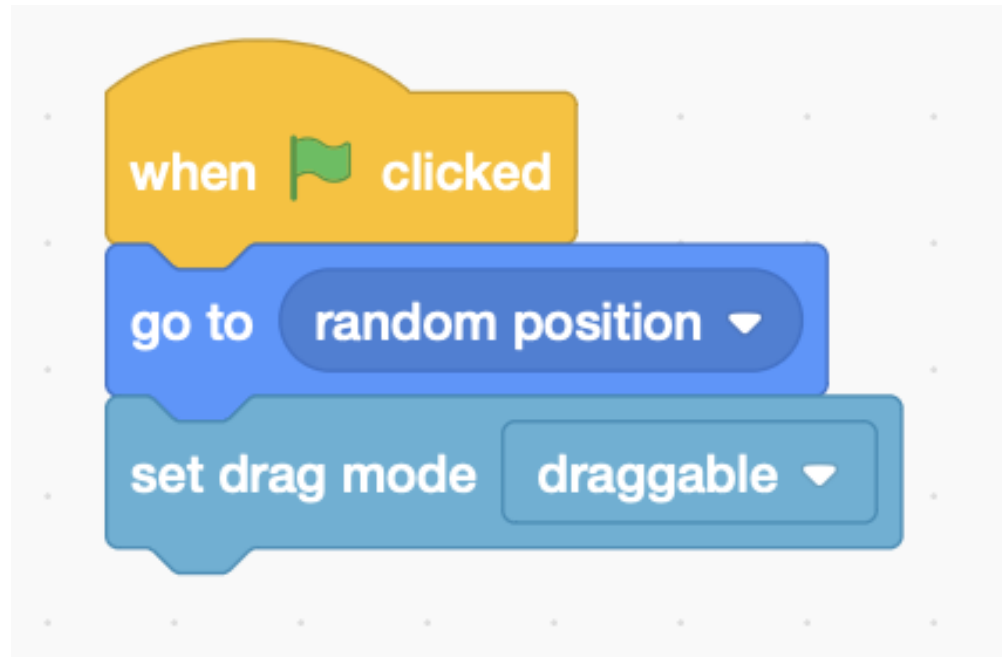 when clicked
go to random position
set drag mode draggable